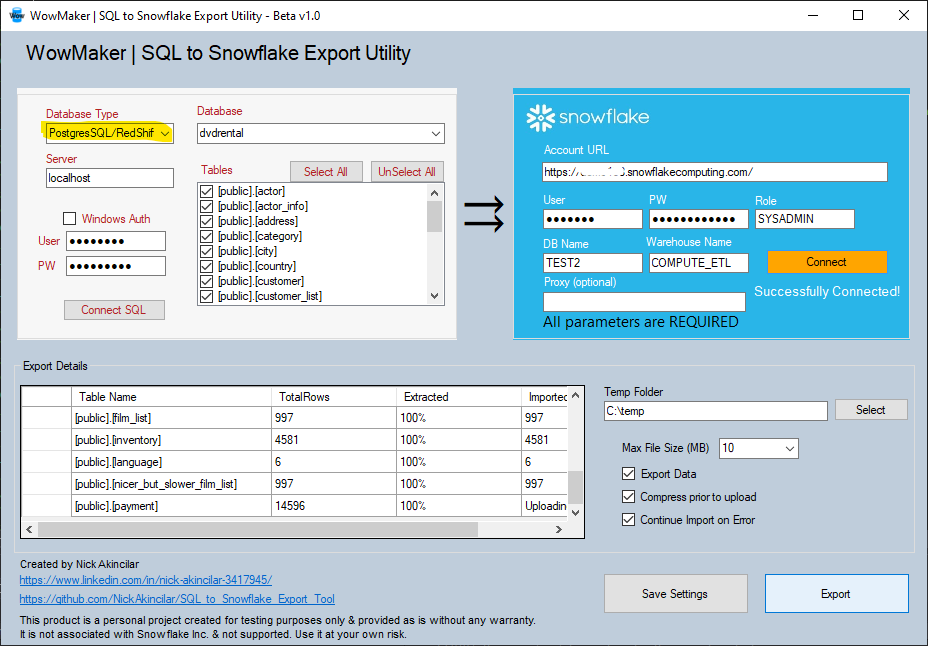 WowMaker | SQL to Snowflake Export Utility - Beta v1.0
WowMaker | SQL to Snowflake Export Utility
Database Type
PostgresSQL/RedShif
Database
dvdrental
Server
localhost
Tables
Select All
UnSelect All
[public].[actor]
[public].[actor_info]
[public].[address]
[public].[category]
[public].[city]
[public].[country]
[public].[customer]
[public].[customer_list]
Windows Auth
User
PW
Connect SQL
snowflake
Account URL
https://.snowflakecomputing.com/
User
PW
Role
SYSADMIN
DB Name
Warehouse Name
TEST2
COMPUTE_ETL
Connect
Proxy (optional)
Successfully Connected!
All parameters are REQUIRED
Export Details
Table Name TotalRows Extracted Imported
[public].[film_list] 997 100% 997
[public].[inventory] 4581 100% 4581
[public].[language] 6 100% 6
[public].[nicer_but_slower_film_list] 997 100% 997
[public].[payment] 14596 100% Uploadin
Temp Folder
C:\temp
Select
Max File Size (MB) 10
Export Data
Compress prior to upload
Continue Import on Error
Created by Nick Akincilar
https://www.linkedin.com/in/nick-akincilar-3417945/
https://github.com/NickAkincilar/SQL_to_Snowflake_Export_Tool
This product is a personal project created for testing purposes only & provided as is without any warranty.
It is not associated with Snowflake Inc. & not supported. Use it at your own risk.
Save Settings
Export